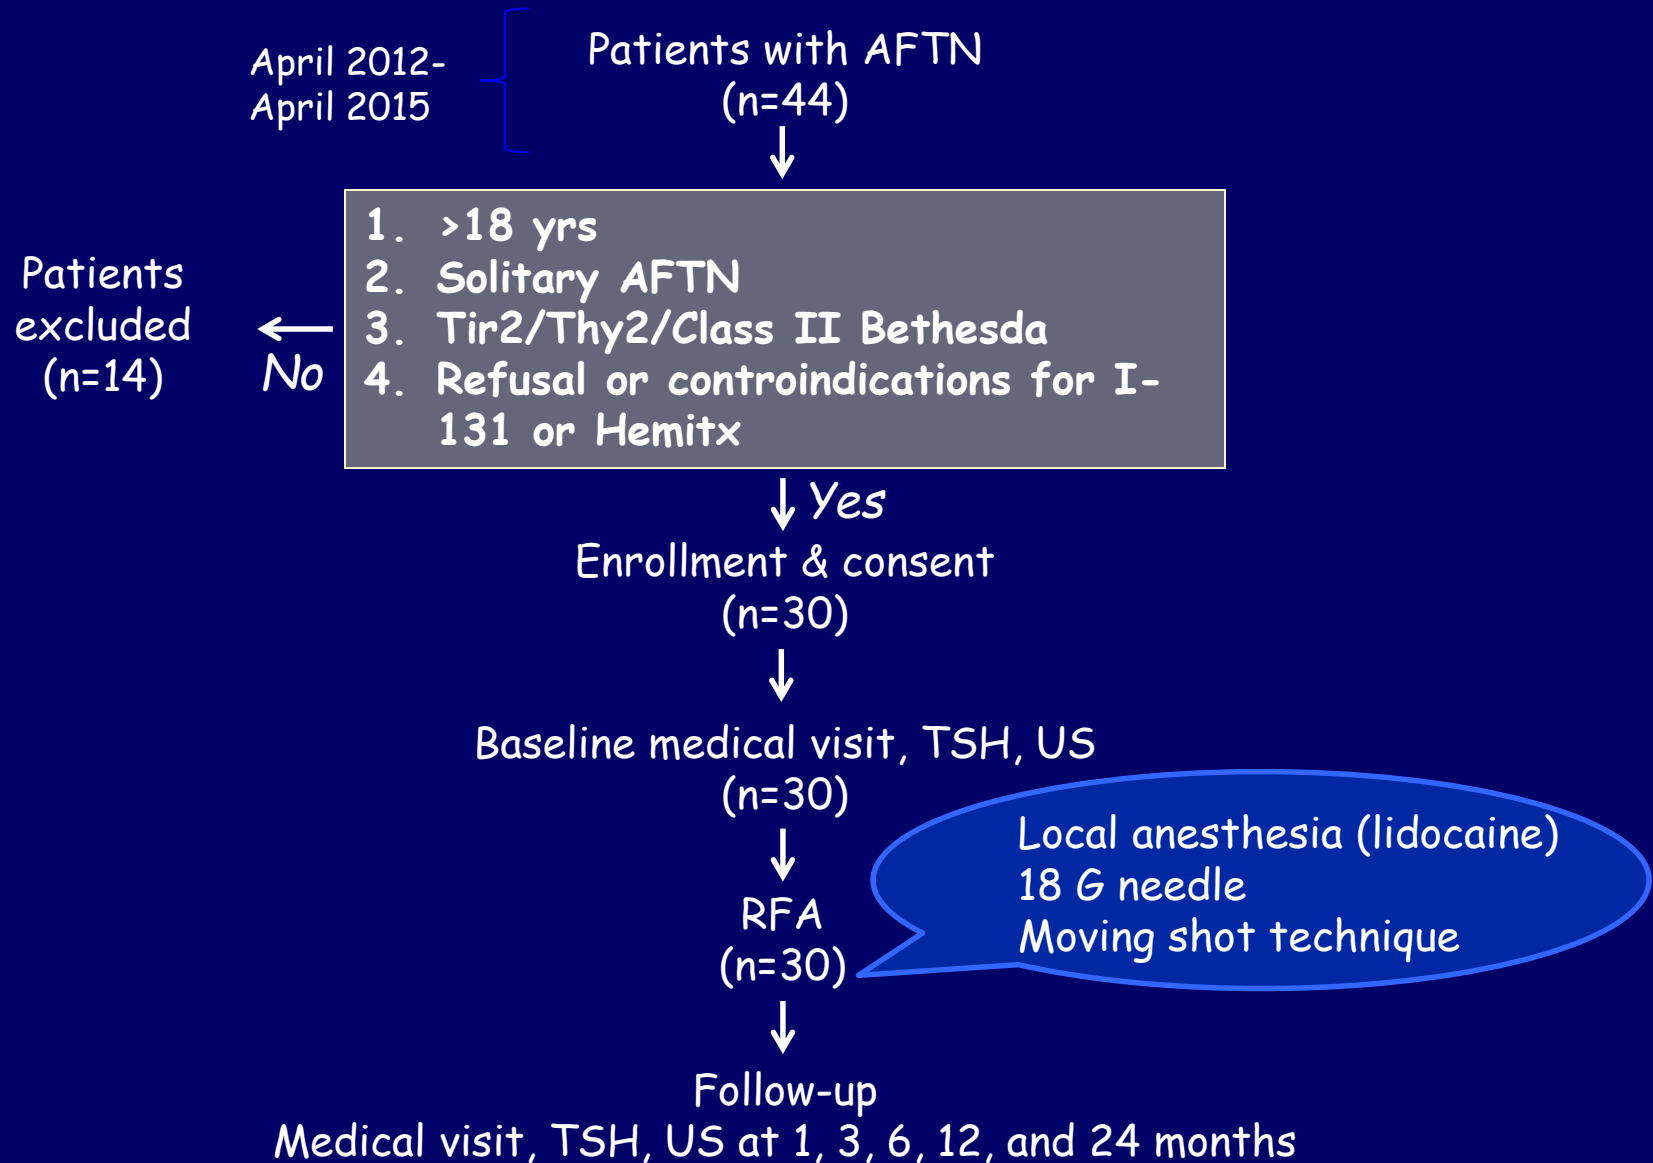 April 2012-
April 2015
Patients with AFTN
(n=44)
1. >18 yrs
2. Solitary AFTN
3. Tir2/Thy2/Class II Bethesda
4. Refusal or controindications for I-
131 or Hemitx
Patients
excluded
(n=14)
No
Yes
Enrollment & consent
(n=30)
Baseline medical visit, TSH, US
(n=30)
RFA
(n=30)
Local anesthesia (lidocaine)
18 G needle
Moving shot technique
Follow-up
Medical visit, TSH, US at 1, 3, 6, 12, and 24 months